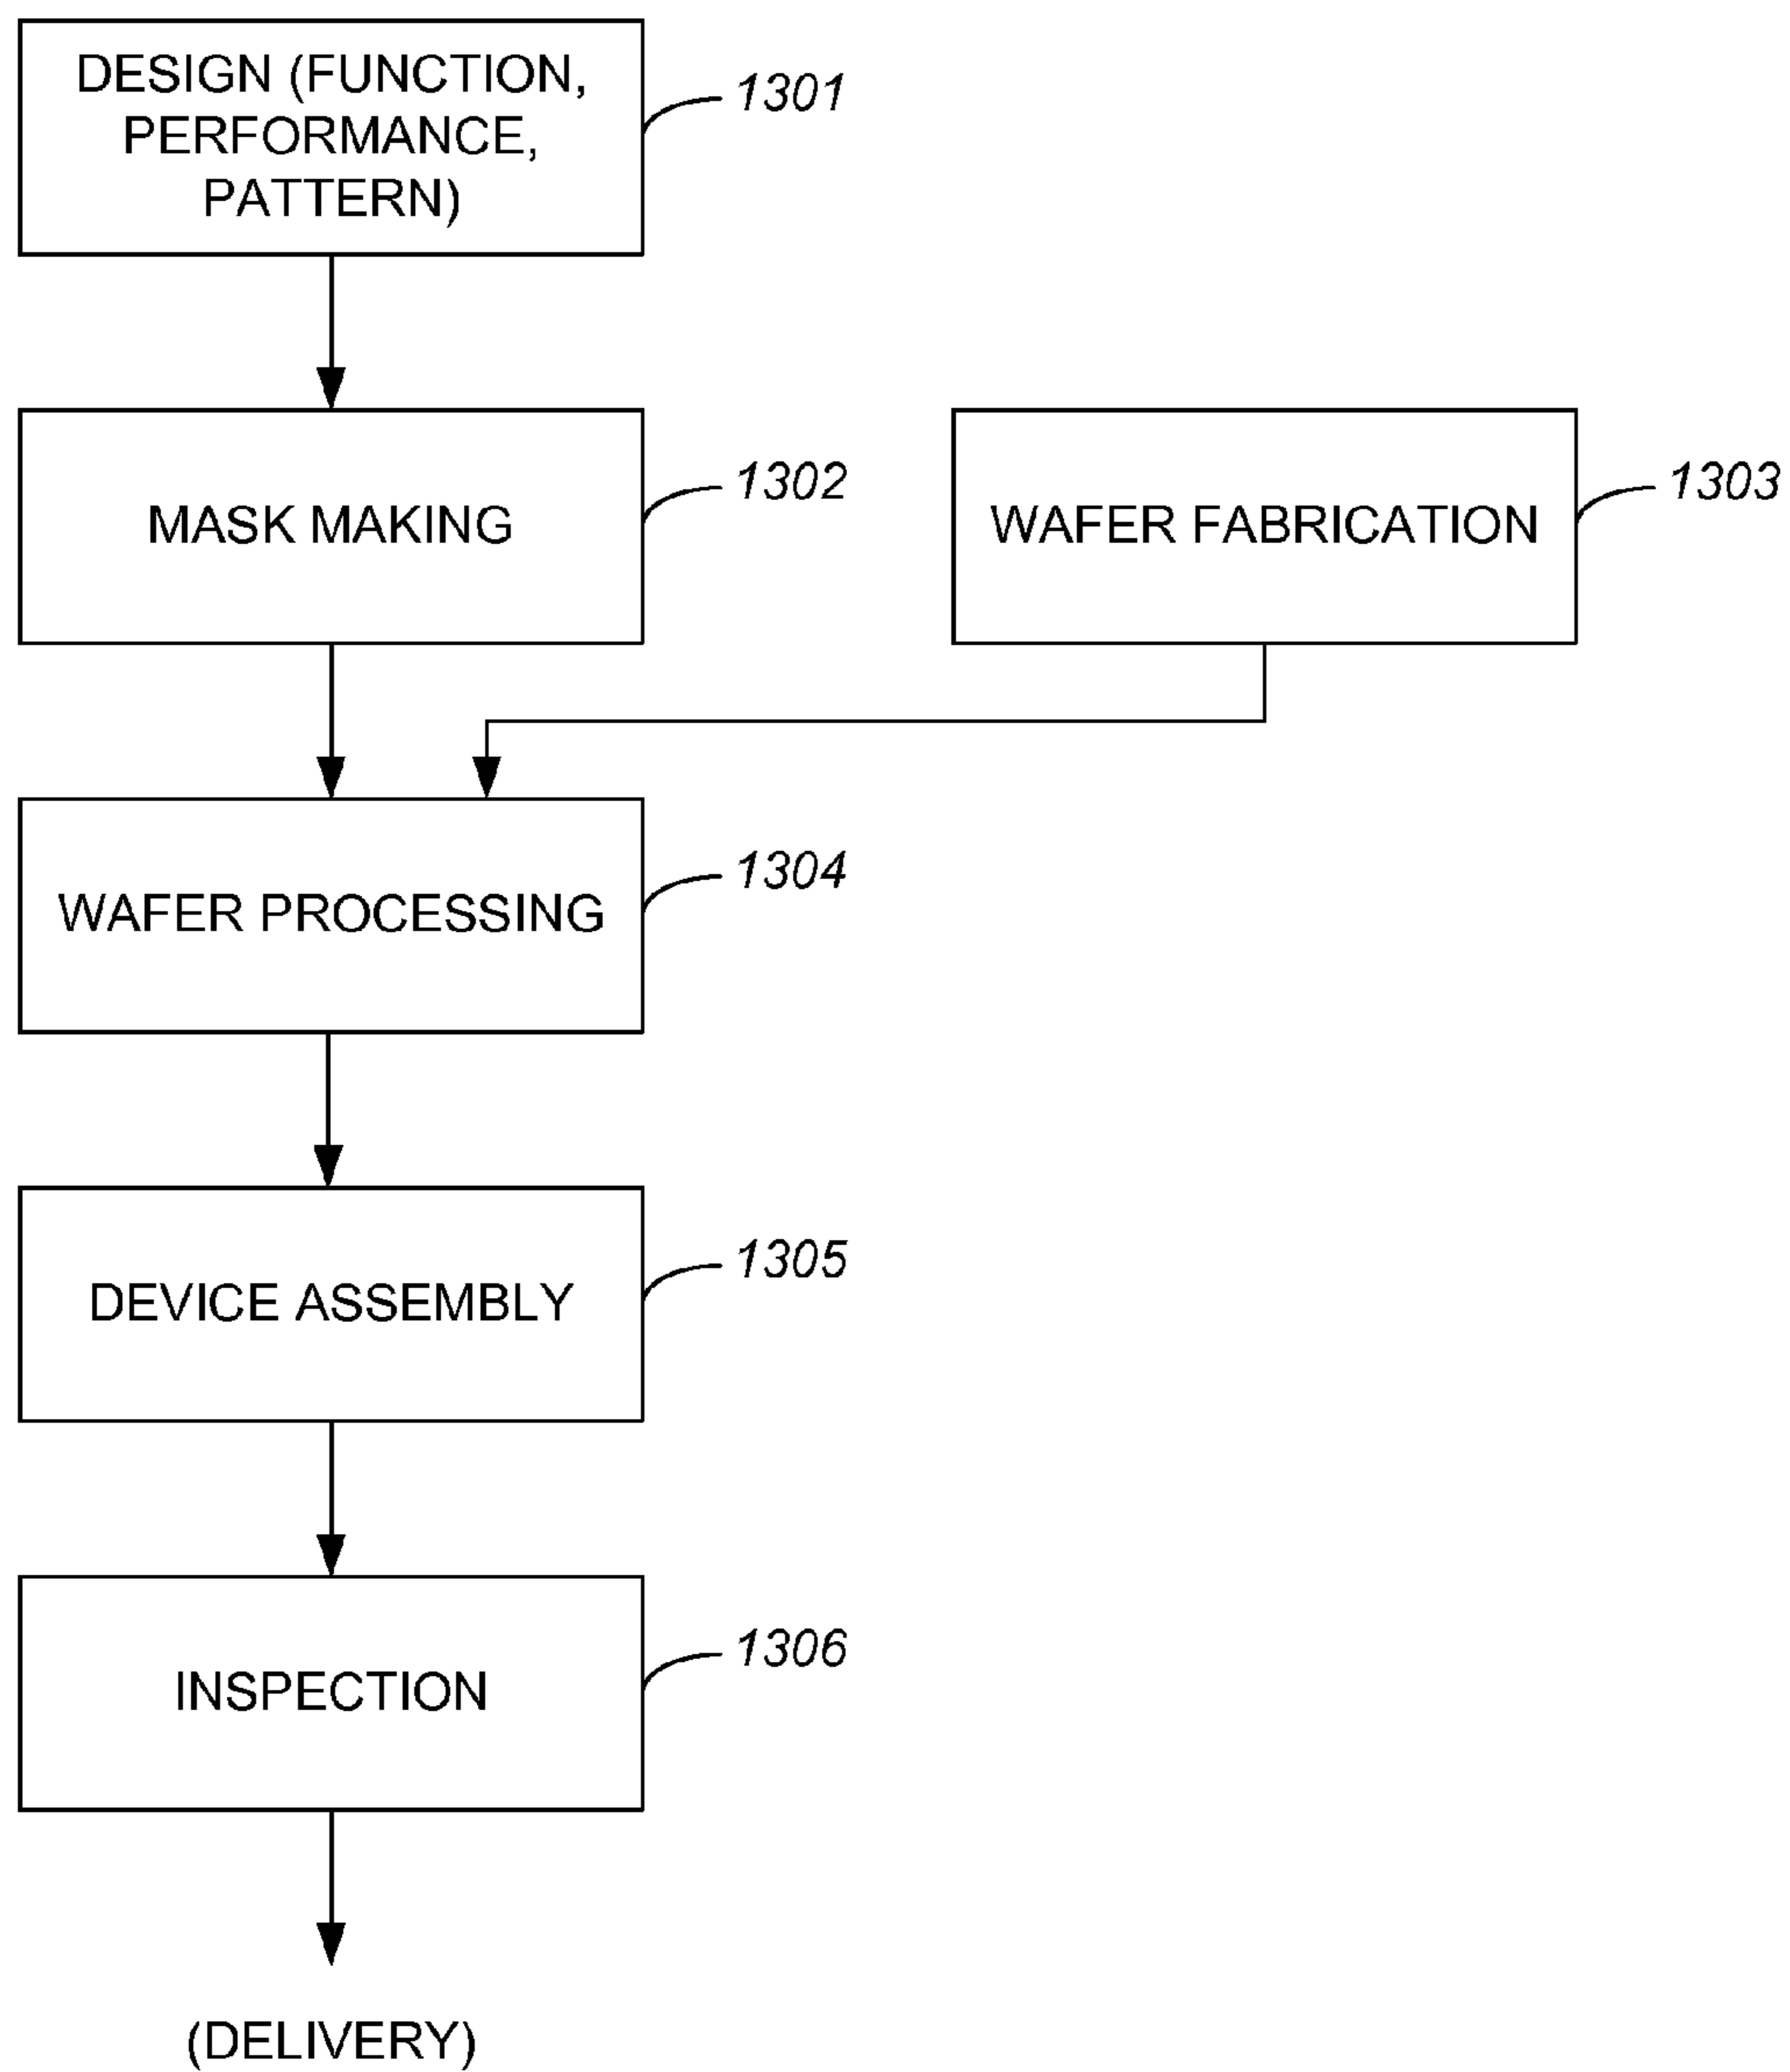 DESIGN (FUNCTION,
PERFORMANCE,
PATTERN)
1301
MASK MAKING
1302
WAFER FABRICATION
1303
WAFER PROCESSING
1304
DEVICE ASSEMBLY
1305
INSPECTION
1306
(DELIVERY)